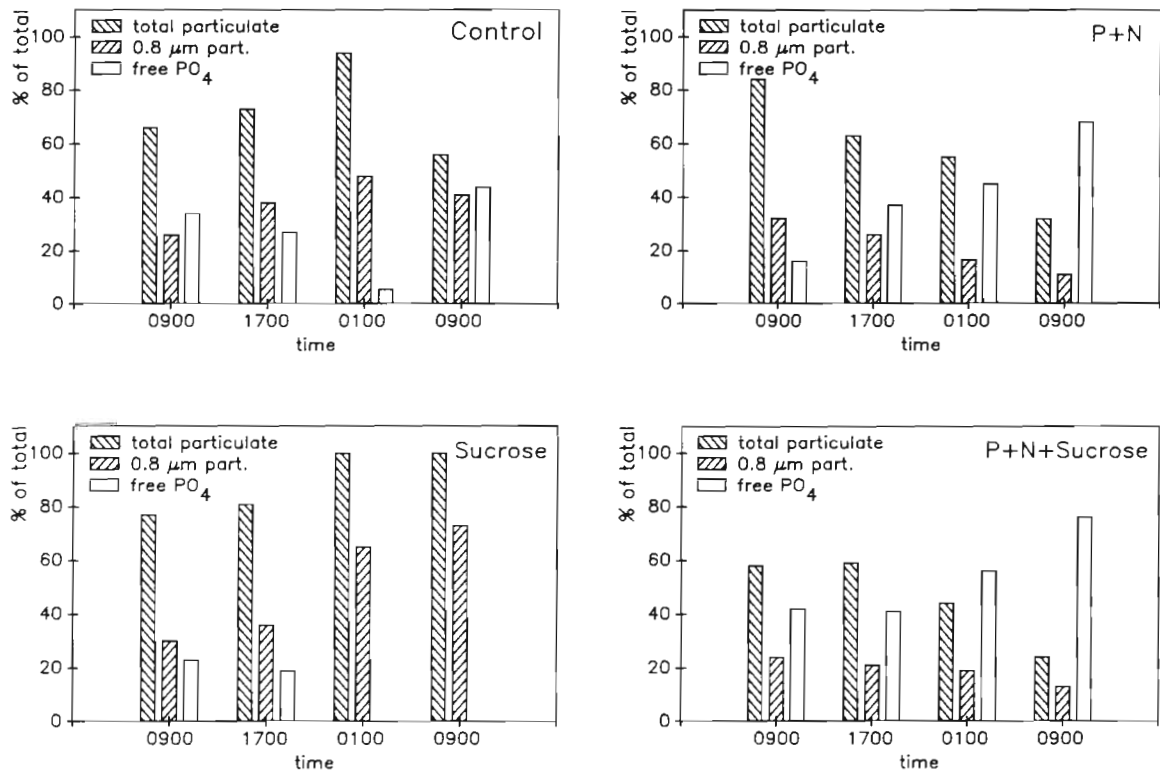 % of total
100
80
60
40
20
0
total particulate
0.8 μm part.
free PO4
Control
0900 1700 0100 0900
time
% of total
100
80
60
40
20
0
total particulate
0.8 μm part.
free PO4
P+N
0900 1700 0100 0900
time
% of total
100
80
60
40
20
0
total particulate
0.8 μm part.
free PO4
Sucrose
0900 1700 0100 0900
time
% of total
100
80
60
40
20
0
total particulate
0.8 μm part.
free PO4
P+N+Sucrose
0900 1700 0100 0900
time